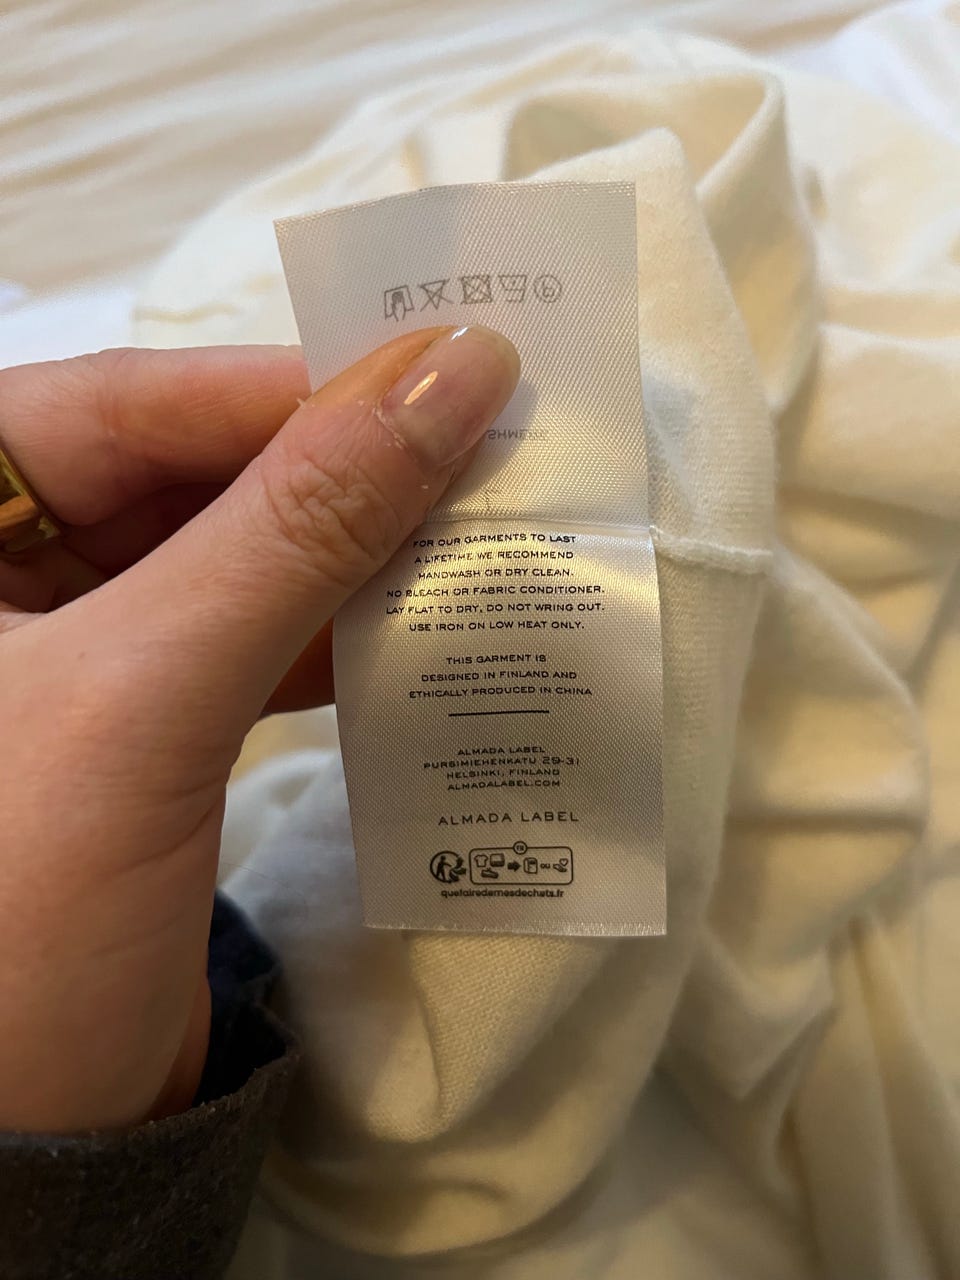 FOR OUR GARMENTS TO LAST
A LIFETIME WE RECOMMEND
HANDWASH OR DRY CLEAN.
NO BLEACH OR FABRIC CONDITIONER.
LAY FLAT TO DRY, DO NOT WRING OUT.
USE IRON ON LOW HEAT ONLY.
THIS GARMENT IS
DESIGNED IN FINLAND AND
ETHICALLY PRODUCED IN CHINA
ALMADA LABEL
PURSIMIEHENKATU 29-31
HELSINKI, FINLAND
ALMADALABEL.COM
ALMADA LABEL
FR
OU
quefairedemesdechets.fr